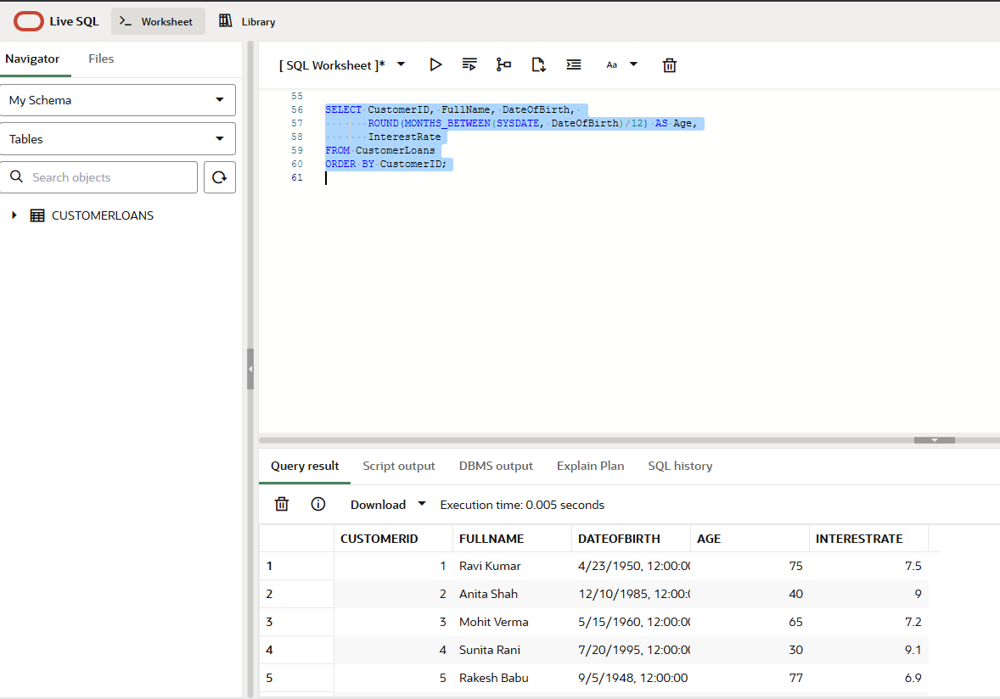 Live SQL
Worksheet
Library
Navigator
Files
My Schema
Tables
Search objects
CUSTOMERLOANS
[ SQL Worksheet ]*
Aa
55
56 SELECT CustomerID, FullName, DateOfBirth,
57 ROUND(MONTHS_BETWEEN(SYSDATE, DateOfBirth)/12) AS Age,
58 InterestRate
59 FROM CustomerLoans
60 ORDER BY CustomerID;
61
Query result
Script output
DBMS output
Explain Plan
SQL history
Download
Execution time: 0.005 seconds
CUSTOMERID FULLNAME DATEOFBIRTH AGE INTERESTRATE
1 1 Ravi Kumar 4/23/1950, 12:00:00 75 7.5
2 2 Anita Shah 12/10/1985, 12:00:0 40 9
3 3 Mohit Verma 5/15/1960, 12:00:00 65 7.2
4 4 Sunita Rani 7/20/1995, 12:00:00 30 9.1
5 5 Rakesh Babu 9/5/1948, 12:00:00 77 6.9